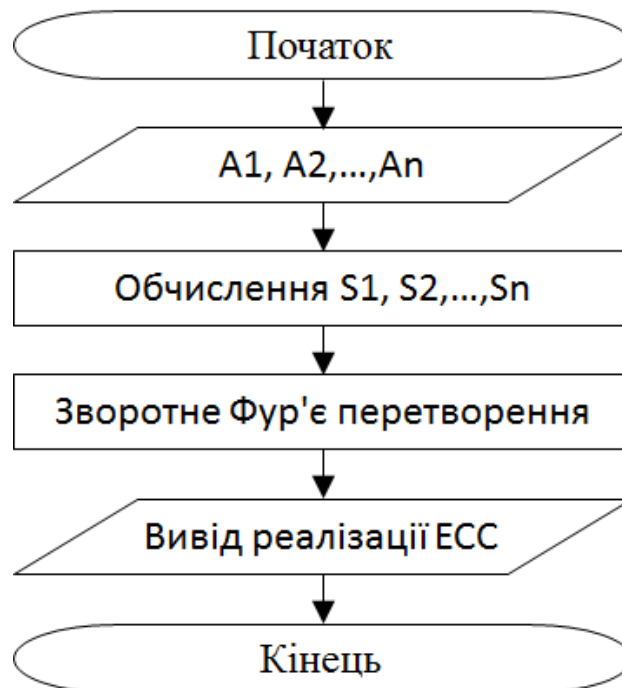 Початок
A1, A2,...,An
Обчислення S1, S2,...,Sn
Зворотне Фур'є перетворення
Вивід реалізації ЕСС
Кінець